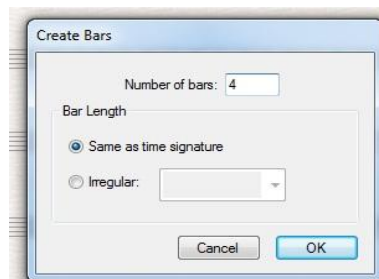 Create Bars
Number of bars: 4
Bar Length
Same as time signature
Irregular:
Cancel OK